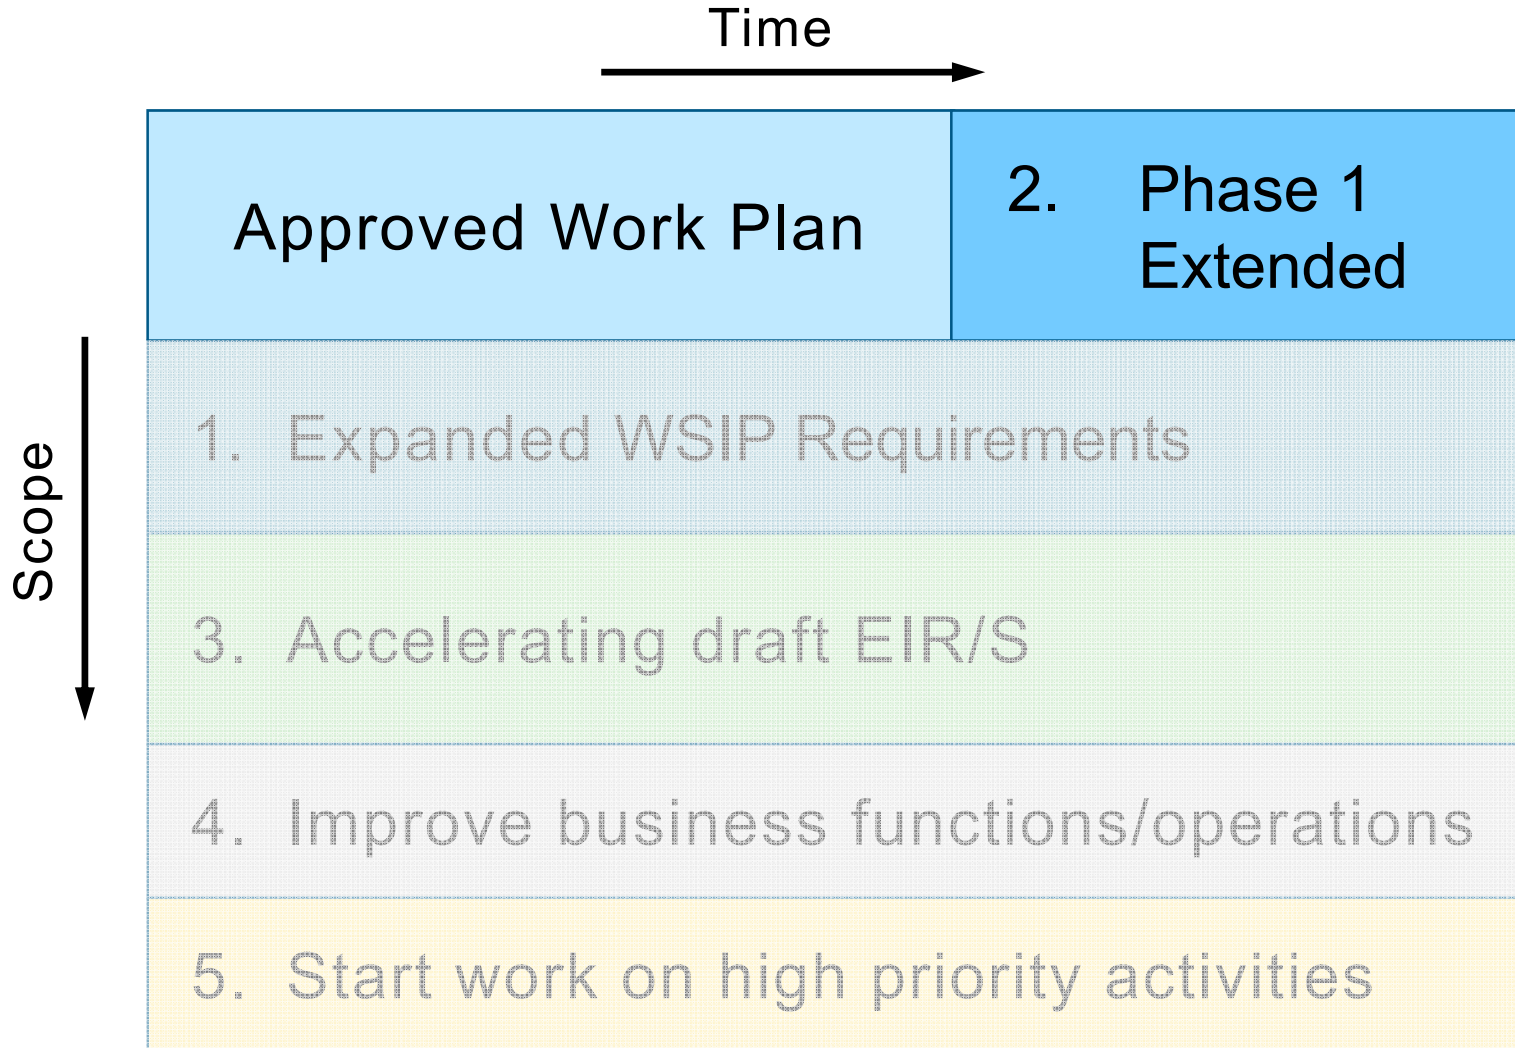 Time
Approved Work Plan
2. Phase 1
Extended
Scope
1. Expanded WSIP Requirements
3. Accelerating draft EIR/S
4. Improve business functions/operations
5. Start work on high priority activities